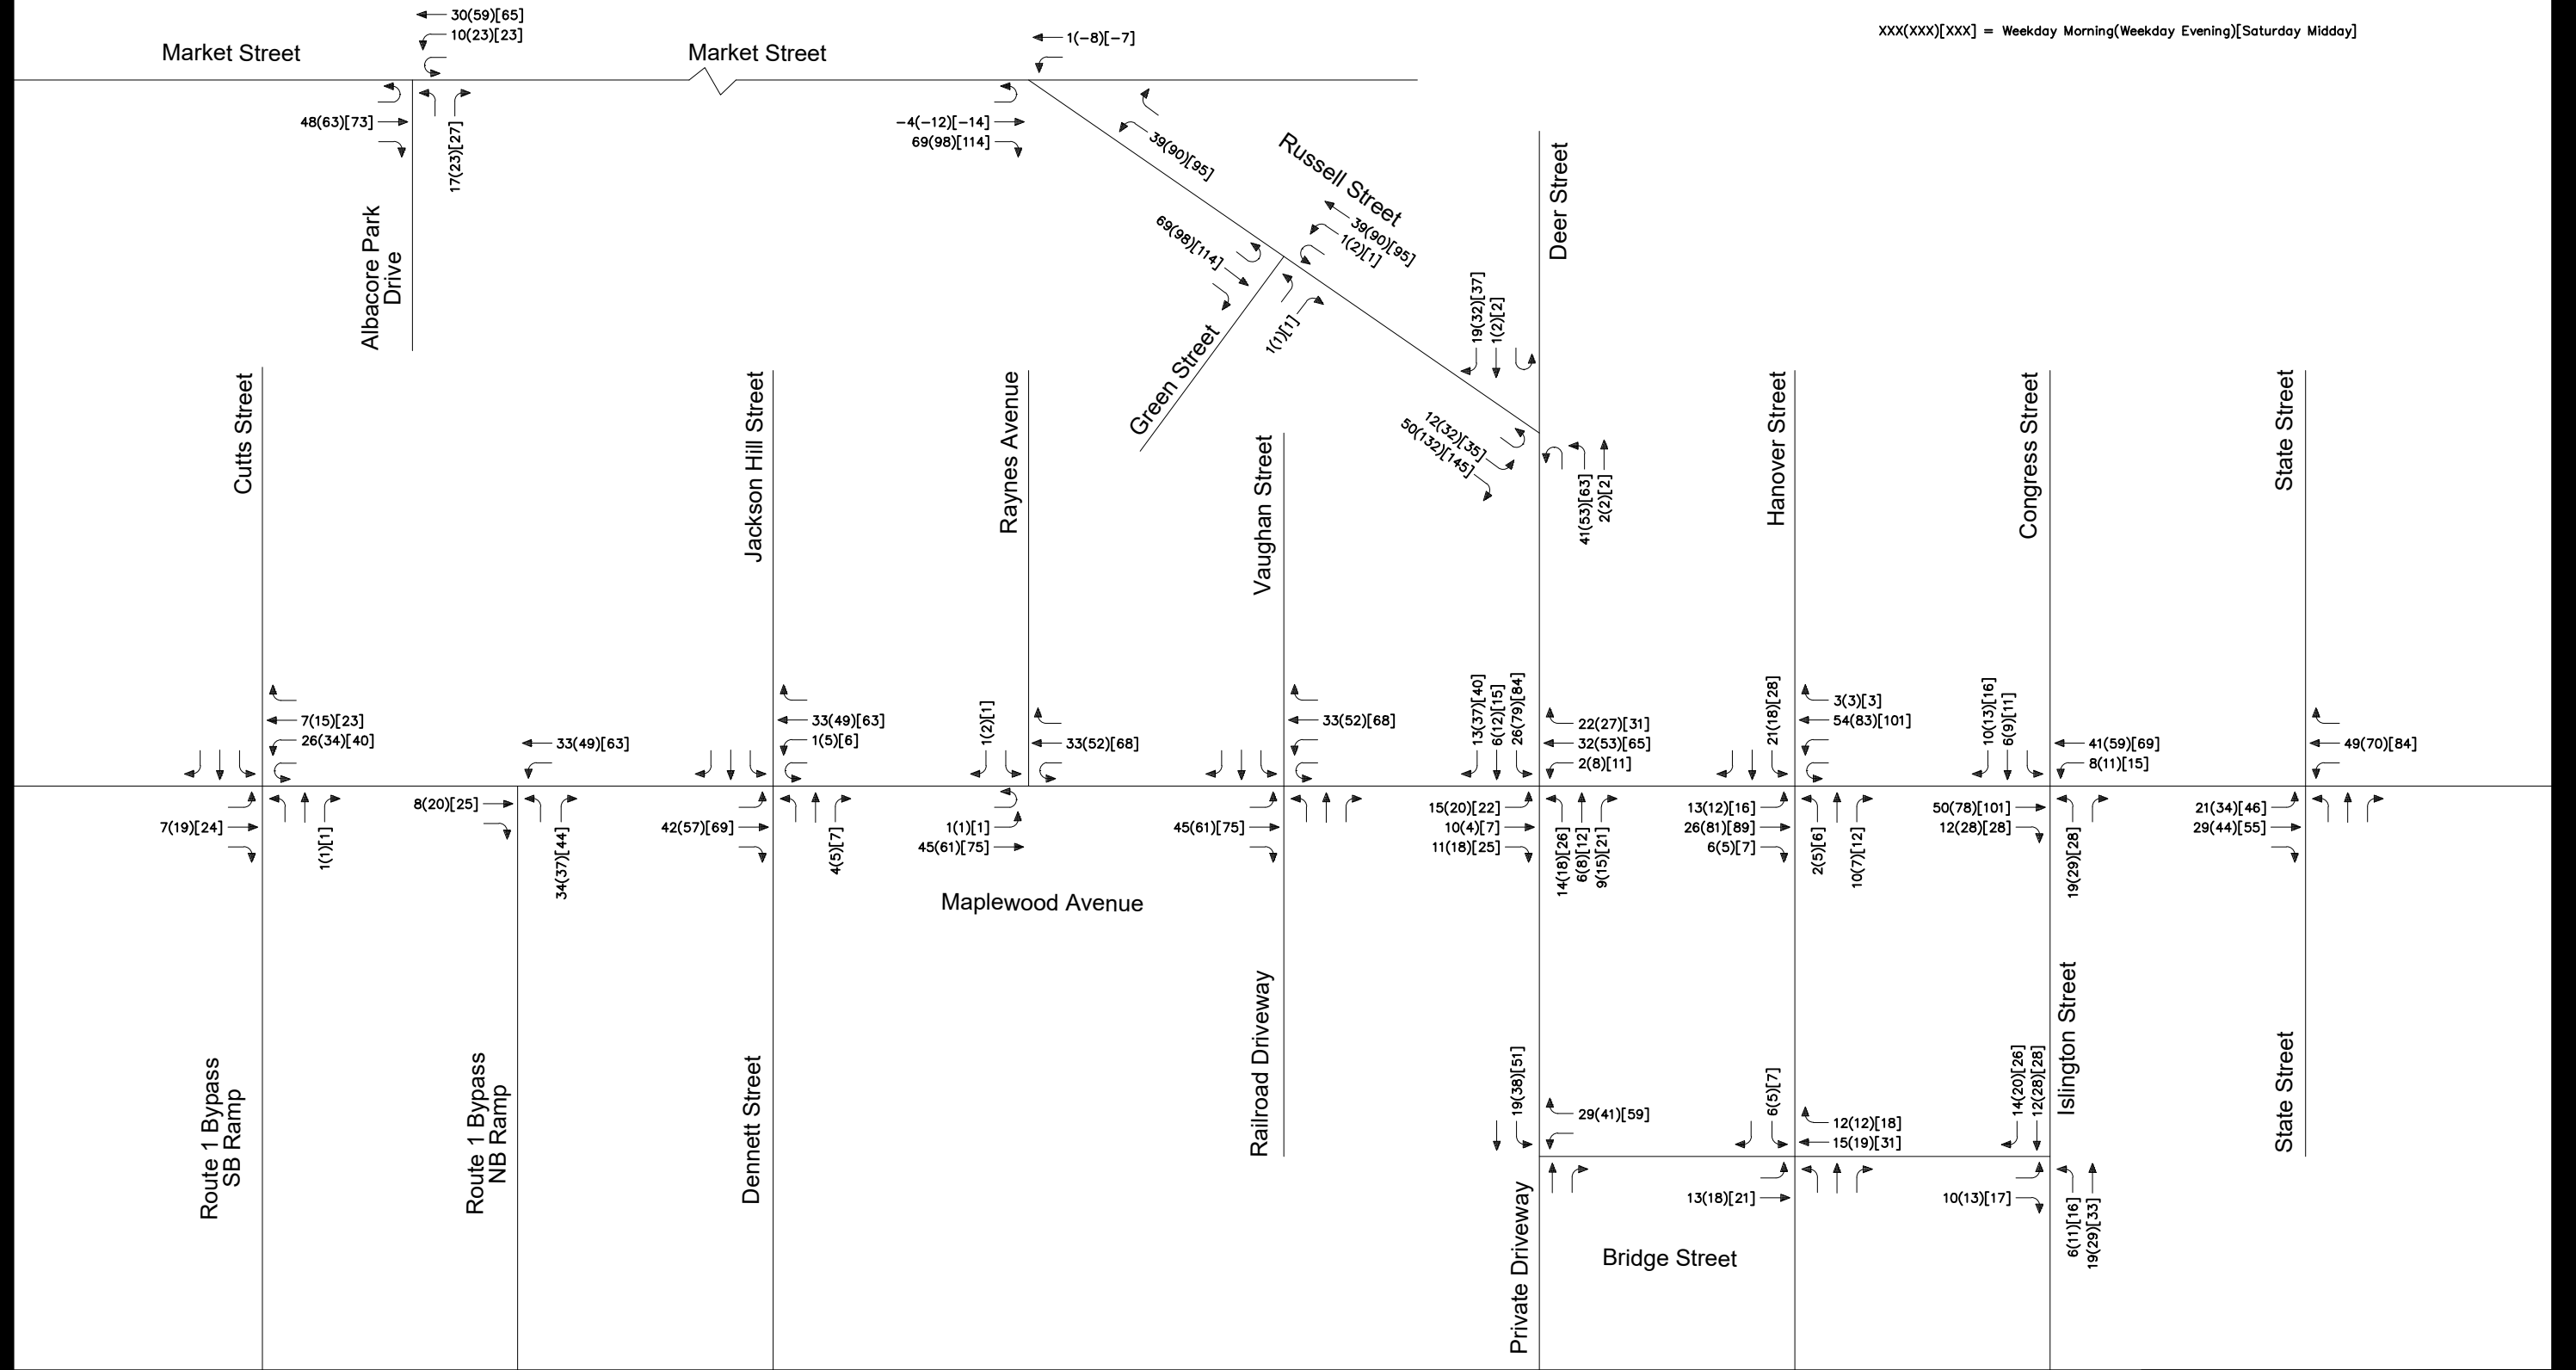 30(59)[65]
10(23)[23]
Market Street
Market Street
1(-8)[-7]
XXX(XXX)[XXX] = Weekday Morning(Weekday Evening)[Saturday Midday]
48(63)[73]
17(23)[27]
-4(-12)[-14]
69(98)[114]
39(90)[95]
Albacore Park
Drive
Russell Street
39(90)[95]
1(2)[1]
69(98)[114]
1(1)[1]
Green Street
Deer Street
19(32)[37]
1(2)[2]
12(32)[35]
50(132)[145]
41(53)[63]
2(2)[2]
Cutts Street
Jackson Hill Street
Raynes Avenue
Vaughan Street
Hanover Street
Congress Street
State Street
7(15)[23]
26(34)[40]
7(19)[24]
1(1)[1]
33(49)[63]
8(20)[25]
34(37)[44]
33(49)[63]
1(5)[6]
42(57)[69]
4(5)[7]
1(2)[1]
33(52)[68]
1(1)[1]
45(61)[75]
33(52)[68]
45(61)[75]
13(37)[40]
6(12)[15]
26(79)[84]
22(27)[31]
32(53)[65]
2(8)[11]
15(20)[22]
10(4)[7]
11(18)[25]
14(18)[26]
6(8)[12]
9(15)[21]
21(18)[28]
3(3)[3]
54(83)[101]
13(12)[16]
26(81)[89]
6(5)[7]
2(5)[6]
10(7)[12]
10(13)[16]
6(9)[11]
41(59)[69]
8(11)[15]
50(78)[101]
12(28)[28]
19(29)[28]
49(70)[84]
21(34)[46]
29(44)[55]
Maplewood Avenue
Route 1 Bypass
SB Ramp
Route 1 Bypass
NB Ramp
Dennett Street
Railroad Driveway
Private Driveway
Islington Street
State Street
19(38)[51]
29(41)[59]
6(5)[7]
12(12)[18]
15(19)[31]
13(18)[21]
14(20)[26]
12(28)[28]
10(13)[17]
6(11)[16]
19(29)[33]
Bridge Street